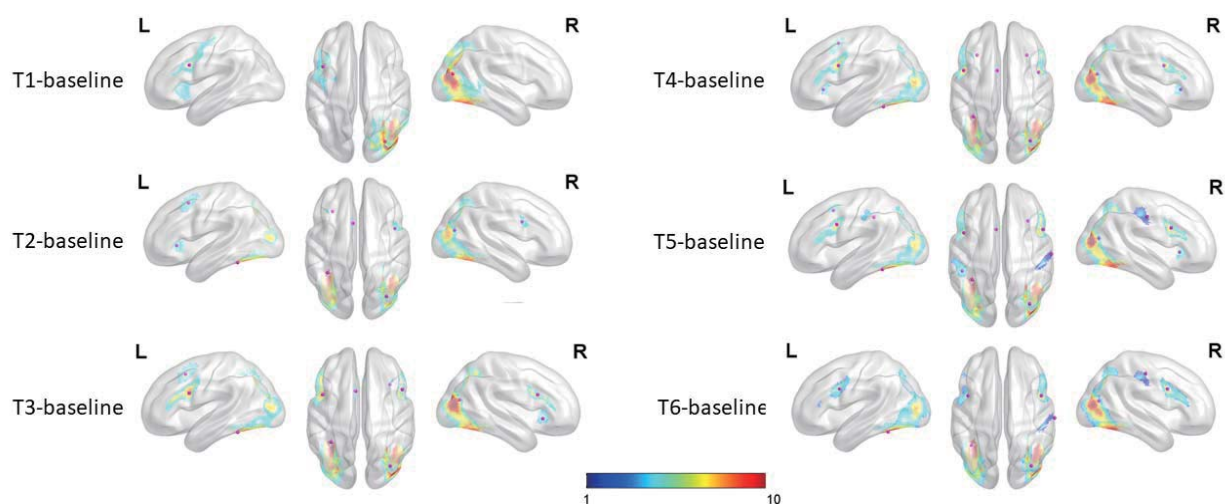 L
R
T1-baseline
L
R
T2-baseline
L
R
T3-baseline
L
R
T4-baseline
L
R
T5-baseline
L
R
T6-baseline
1
10